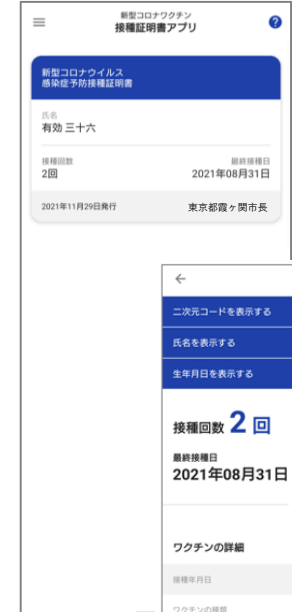 新型コロナワクチン
接種証明書アプリ
?
新型コロナウイルス
感染症予防接種証明書
氏名
有効 三十六
接種回数
最終接種日
2回
2021年08月31日
2021年11月29日発行
東京都霞ヶ関市長
二次元コードを表示する
氏名を表示する
生年月日を表示する
接種回数 2 回
最終接種日
2021年08月31日
ワクチンの詳細
接種年月日
ワクチンの種類